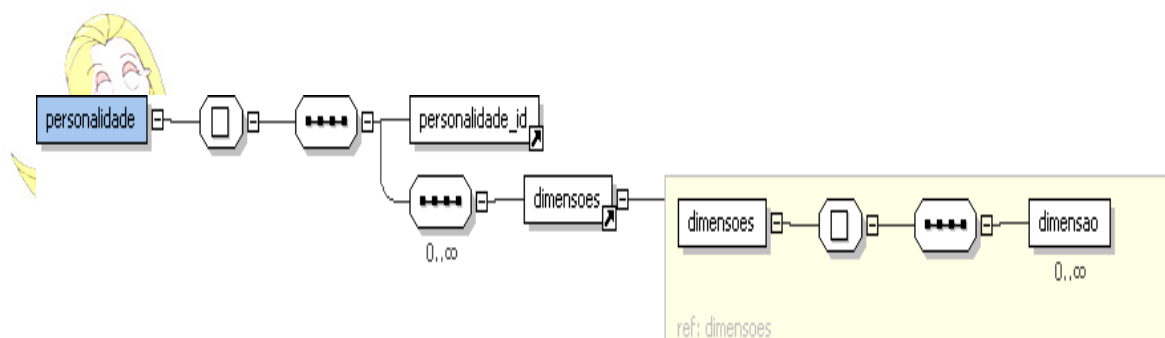 personalidade
personalidade_id
dimensoes
0..∞
dimensoes
dimensao
0..∞
ref: dimensoes